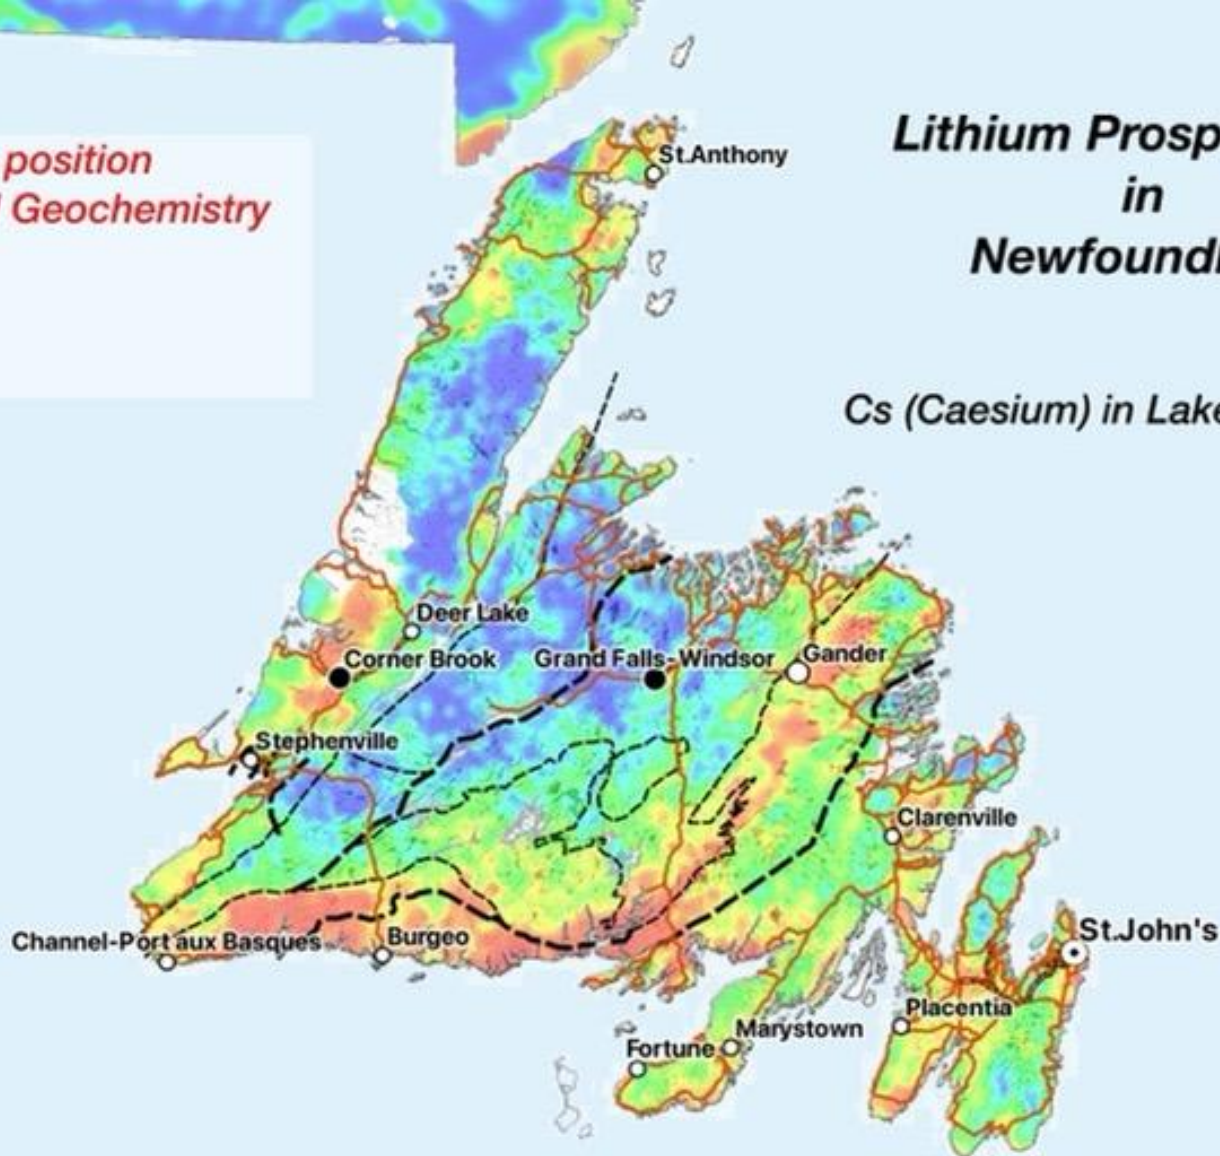 position
Geochemistry
Lithium Prosp
in
Newfoundl
Cs (Caesium) in Lake
St.Anthony
Deer Lake
Corner Brook
Grand Falls-Windsor
Gander
Stephenville
Clarenville
Channel-Port aux Basques
Burgeo
St.John's
Placentia
Marystown
Fortune